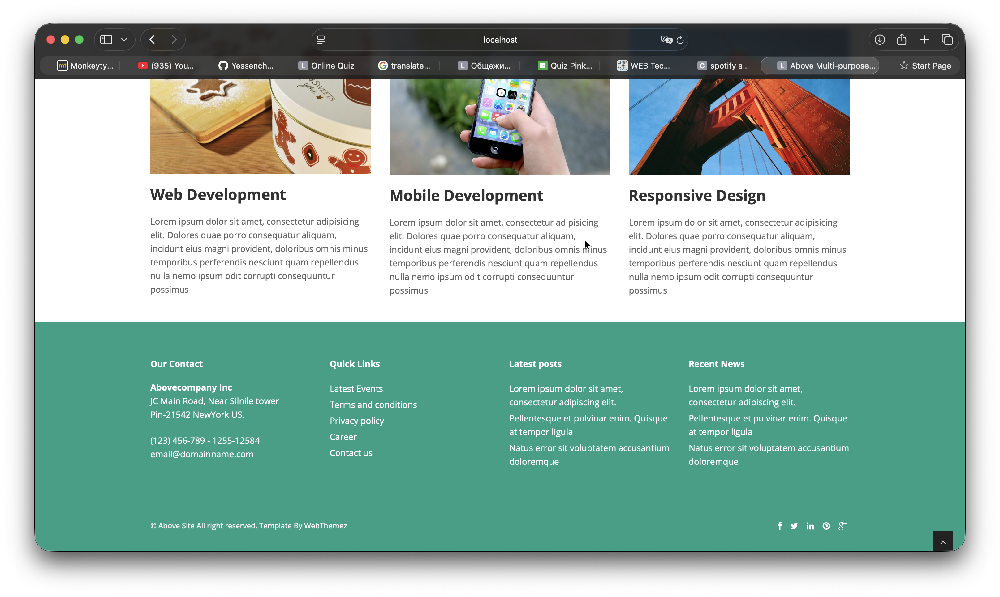 localhost
mt Monkeyty...
(935) You...
Yessench...
L Online Quiz
G translate...
L Общежи...
Quiz Pink...
WEB Tec...
G spotify a...
L Above Multi-purpose...
Start Page
SWEETS
you
Web Development
Mobile Development
Responsive Design
Lorem ipsum dolor sit amet, consectetur adipisicing
elit. Dolores quae porro consequatur aliquam,
incidunt eius magni provident, doloribus omnis minus
temporibus perferendis nesciunt quam repellendus
nulla nemo ipsum odit corrupti consequuntur
possimus
Lorem ipsum dolor sit amet, consectetur adipisicing
elit. Dolores quae porro consequatur aliquam,
incidunt eius magni provident, doloribus omnis minus
temporibus perferendis nesciunt quam repellendus
nulla nemo ipsum odit corrupti consequuntur
possimus
Lorem ipsum dolor sit amet, consectetur adipisicing
elit. Dolores quae porro consequatur aliquam,
incidunt eius magni provident, doloribus omnis minus
temporibus perferendis nesciunt quam repellendus
nulla nemo ipsum odit corrupti consequuntur
possimus
Our Contact
Abovecompany Inc
JC Main Road, Near Silnile tower
Pin-21542 NewYork US.
(123) 456-789 - 1255-12584
email@domainname.com
Quick Links
Latest Events
Terms and conditions
Privacy policy
Career
Contact us
Latest posts
Lorem ipsum dolor sit amet,
consectetur adipiscing elit.
Pellentesque et pulvinar enim. Quisque
at tempor ligula
Natus error sit voluptatem accusantium
doloremque
Recent News
Lorem ipsum dolor sit amet,
consectetur adipiscing elit.
Pellentesque et pulvinar enim. Quisque
at tempor ligula
Natus error sit voluptatem accusantium
doloremque
© Above Site All right reserved. Template By WebThemez